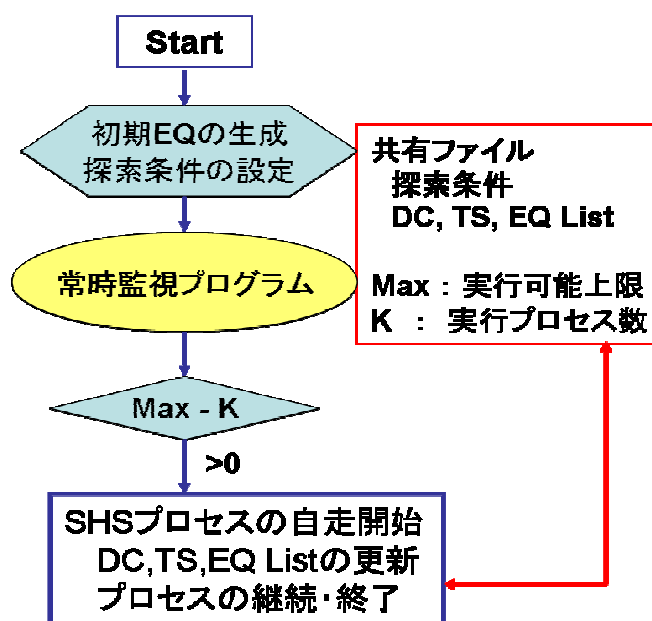 Start
初期EQの生成
探索条件の設定
共有ファイル
探索条件
DC, TS, EQ List
Max : 実行可能上限
K : 実行プロセス数
常時監視プログラム
Max - K
>0
SHSプロセスの自走開始
DC,TS,EQ Listの更新
プロセスの継続・終了